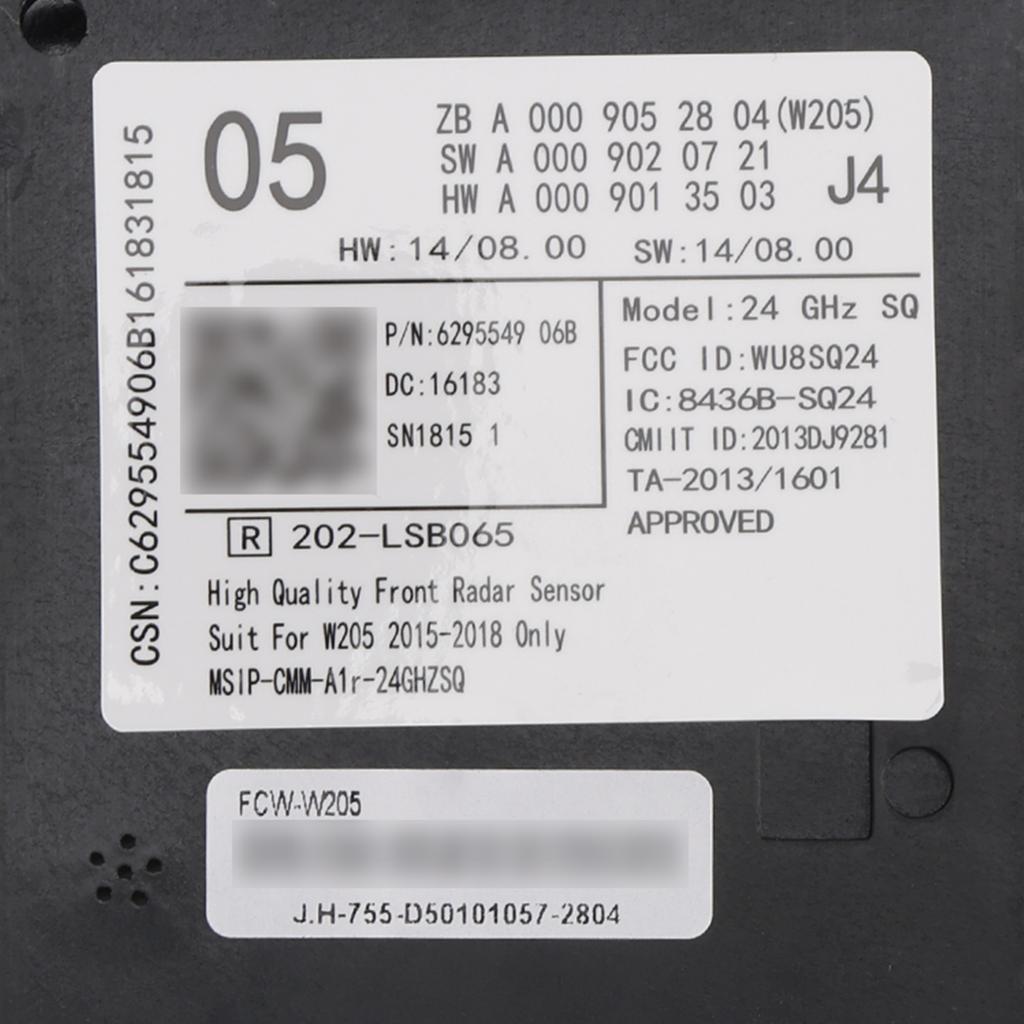 05
ZB A 000 905 28 04(W205)
SW A 000 902 07 21
HW A 000 901 35 03
J4
HW:14/08.00 SW:14/08.00
CSN:C629554906B161831815
P/N:6295549 06B
DC:16183
SN1815 1
Model:24 GHz SQ
FCC ID:WU8SQ24
IC:8436B-SQ24
CMIIT ID:2013DJ9281
TA-2013/1601
APPROVED
R 202-LSB065
High Quality Front Radar Sensor
Suit For W205 2015-2018 Only
MSIP-CMM-A1r-24GHZSQ
FCW-W205
J.H-755-D50101057-2804